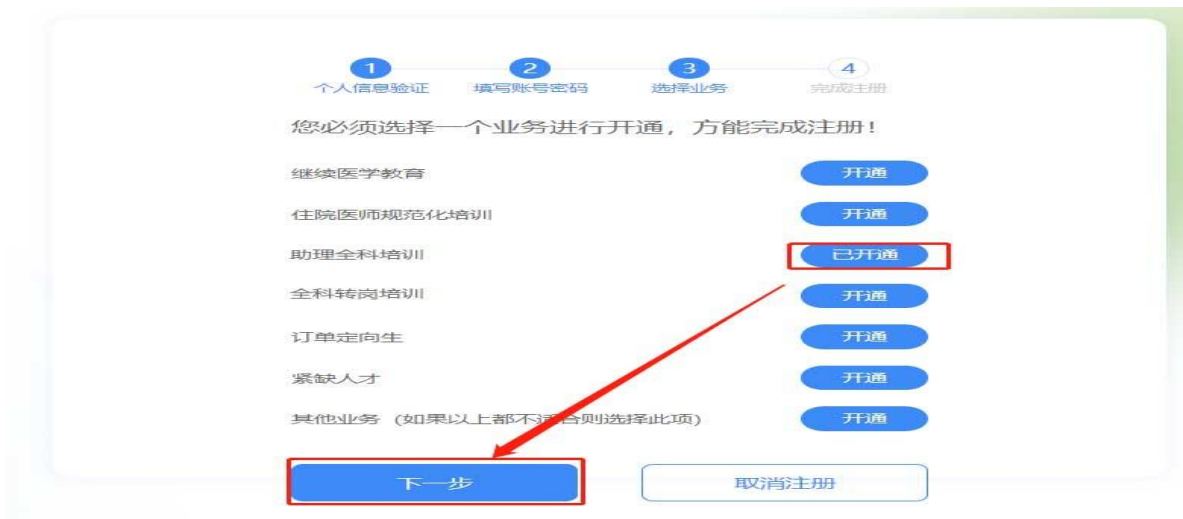 1 2 3 4
个人信息验证 填写账号密码 选择业务 完成注册
您必须选择一个业务进行开通，方能完成注册！
继续医学教育 开通
住院医师规范化培训 开通
助理全科培训 已开通
全科转岗培训 开通
订单定向生 开通
紧缺人才 开通
其他业务（如果以上都不适合则选择此项） 开通
下一步 取消注册